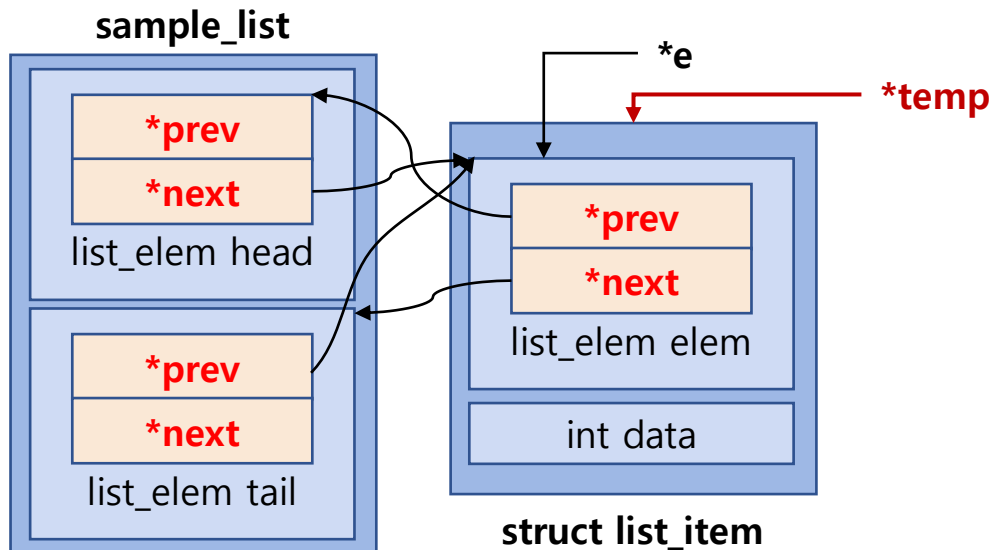 sample_list
*prev
*next
list_elem head
*prev
*next
list_elem tail
*e
*temp
*prev
*next
list_elem elem
int data
struct list_item